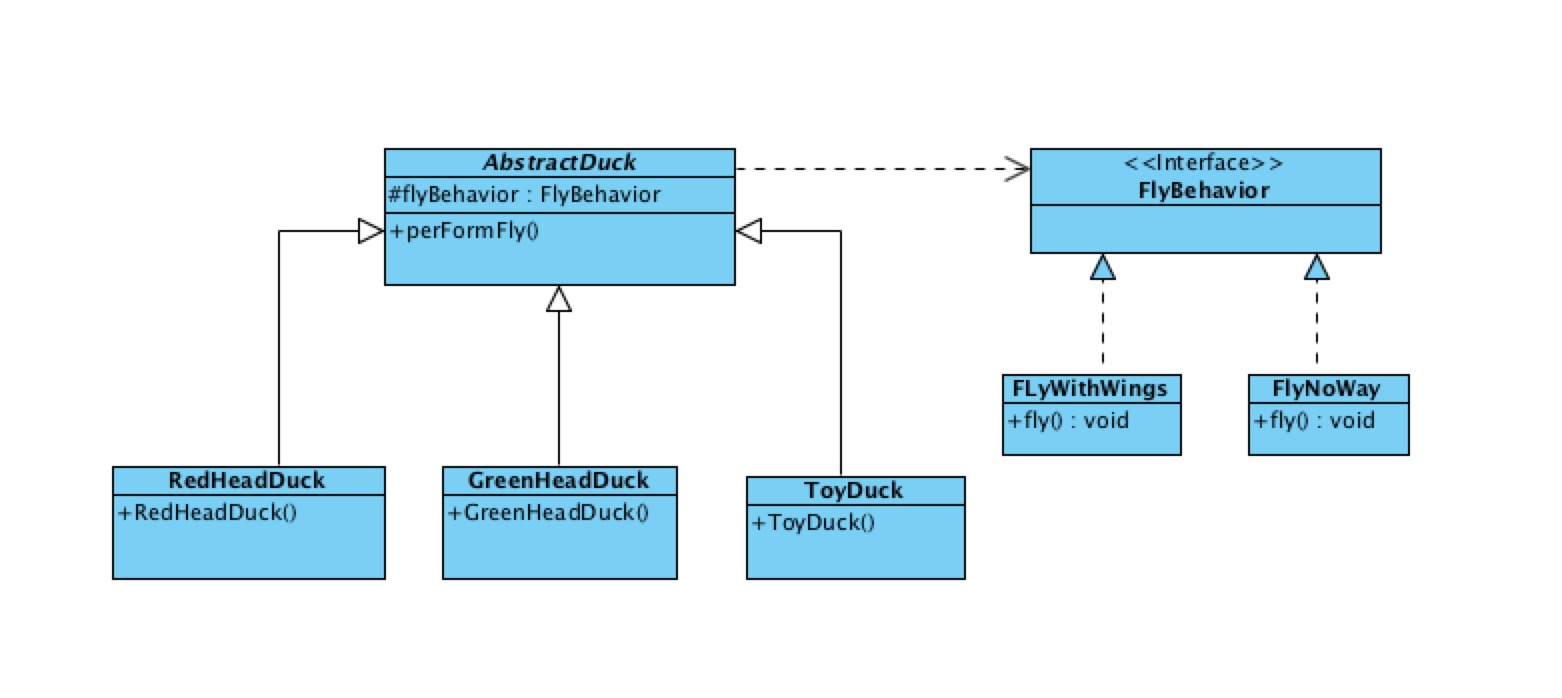 AbstractDuck
#flyBehavior : FlyBehavior
+perFormFly()
<<Interface>>
FlyBehavior
FLyWithWings
+fly() : void
FlyNoWay
+fly() : void
RedHeadDuck
+RedHeadDuck()
GreenHeadDuck
+GreenHeadDuck()
ToyDuck
+ToyDuck()